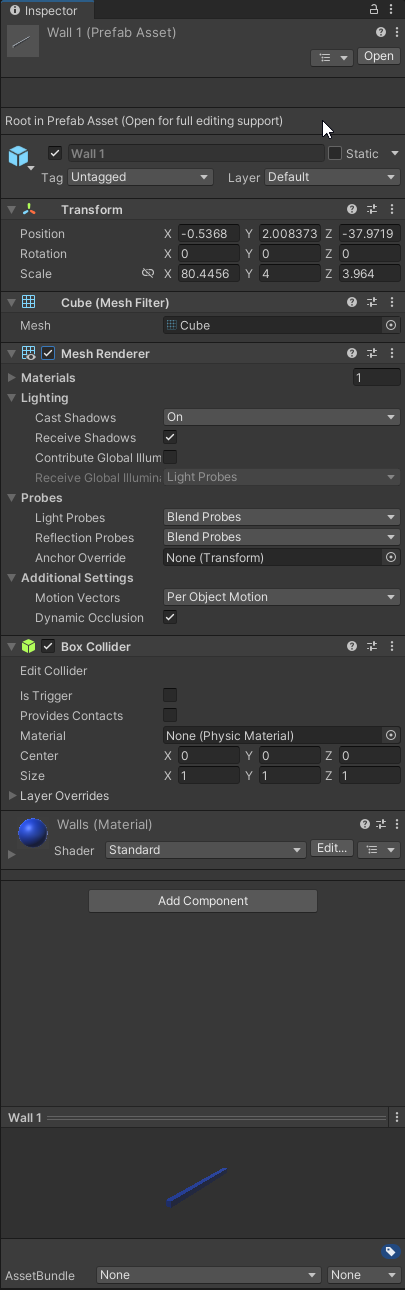 Inspector
Wall 1 (Prefab Asset)
Open
Root in Prefab Asset (Open for full editing support)
Wall 1 Static
Tag Untagged Layer Default
Transform
Position X -0.5368 Y 2.008373 Z -37.9719
Rotation X 0 Y 0 Z 0
Scale X 80.4456 Y 4 Z 3.964
Cube (Mesh Filter)
Mesh Cube
Mesh Renderer
Materials 1
Lighting
Cast Shadows On
Receive Shadows
Contribute Global Illum
Receive Global Illumina Light Probes
Probes
Light Probes Blend Probes
Reflection Probes Blend Probes
Anchor Override None (Transform)
Additional Settings
Motion Vectors Per Object Motion
Dynamic Occlusion
Box Collider
Edit Collider
Is Trigger
Provides Contacts
Material None (Physic Material)
Center X 0 Y 0 Z 0
Size X 1 Y 1 Z 1
Layer Overrides
Walls (Material)
Shader Standard Edit...
Add Component
Wall 1
AssetBundle None None